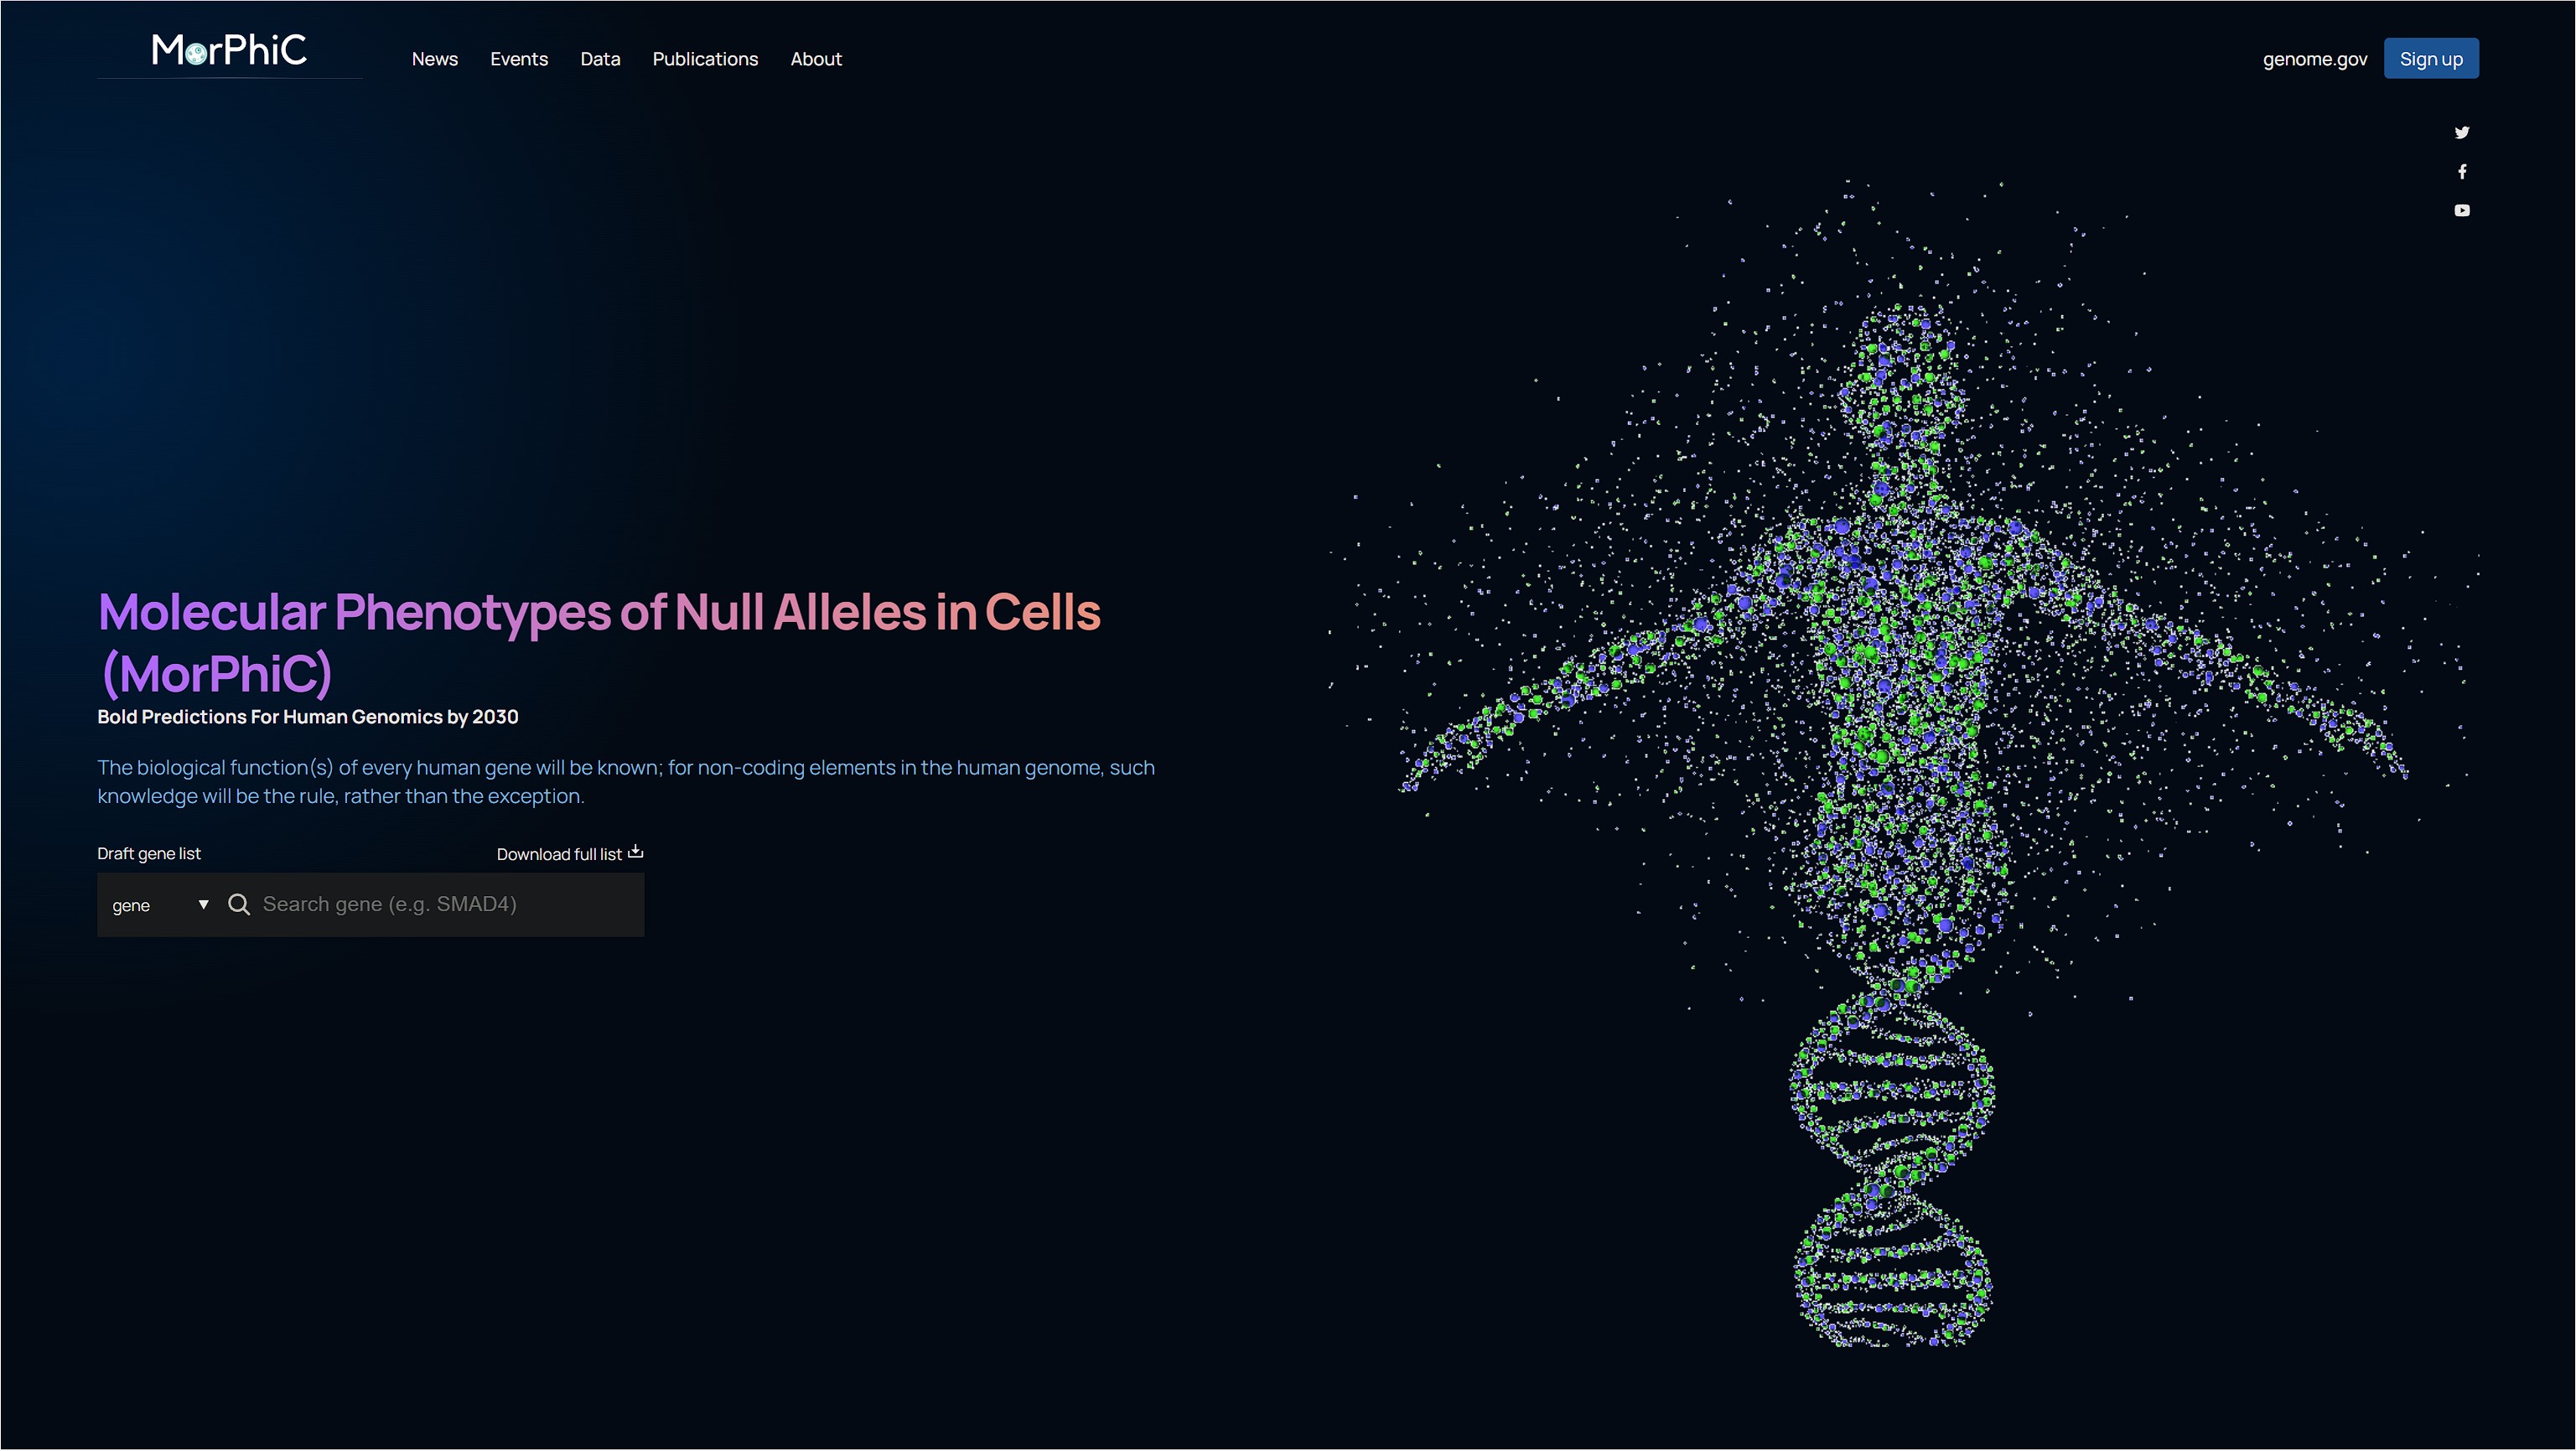 MorPhiC
News
Events
Data
Publications
About
genome.gov
Sign up
Molecular Phenotypes of Null Alleles in Cells
(MorPhiC)
Bold Predictions For Human Genomics by 2030
The biological function(s) of every human gene will be known; for non-coding elements in the human genome, such
knowledge will be the rule, rather than the exception.
Draft gene list
Download full list
gene
Search gene (e.g. SMAD4)